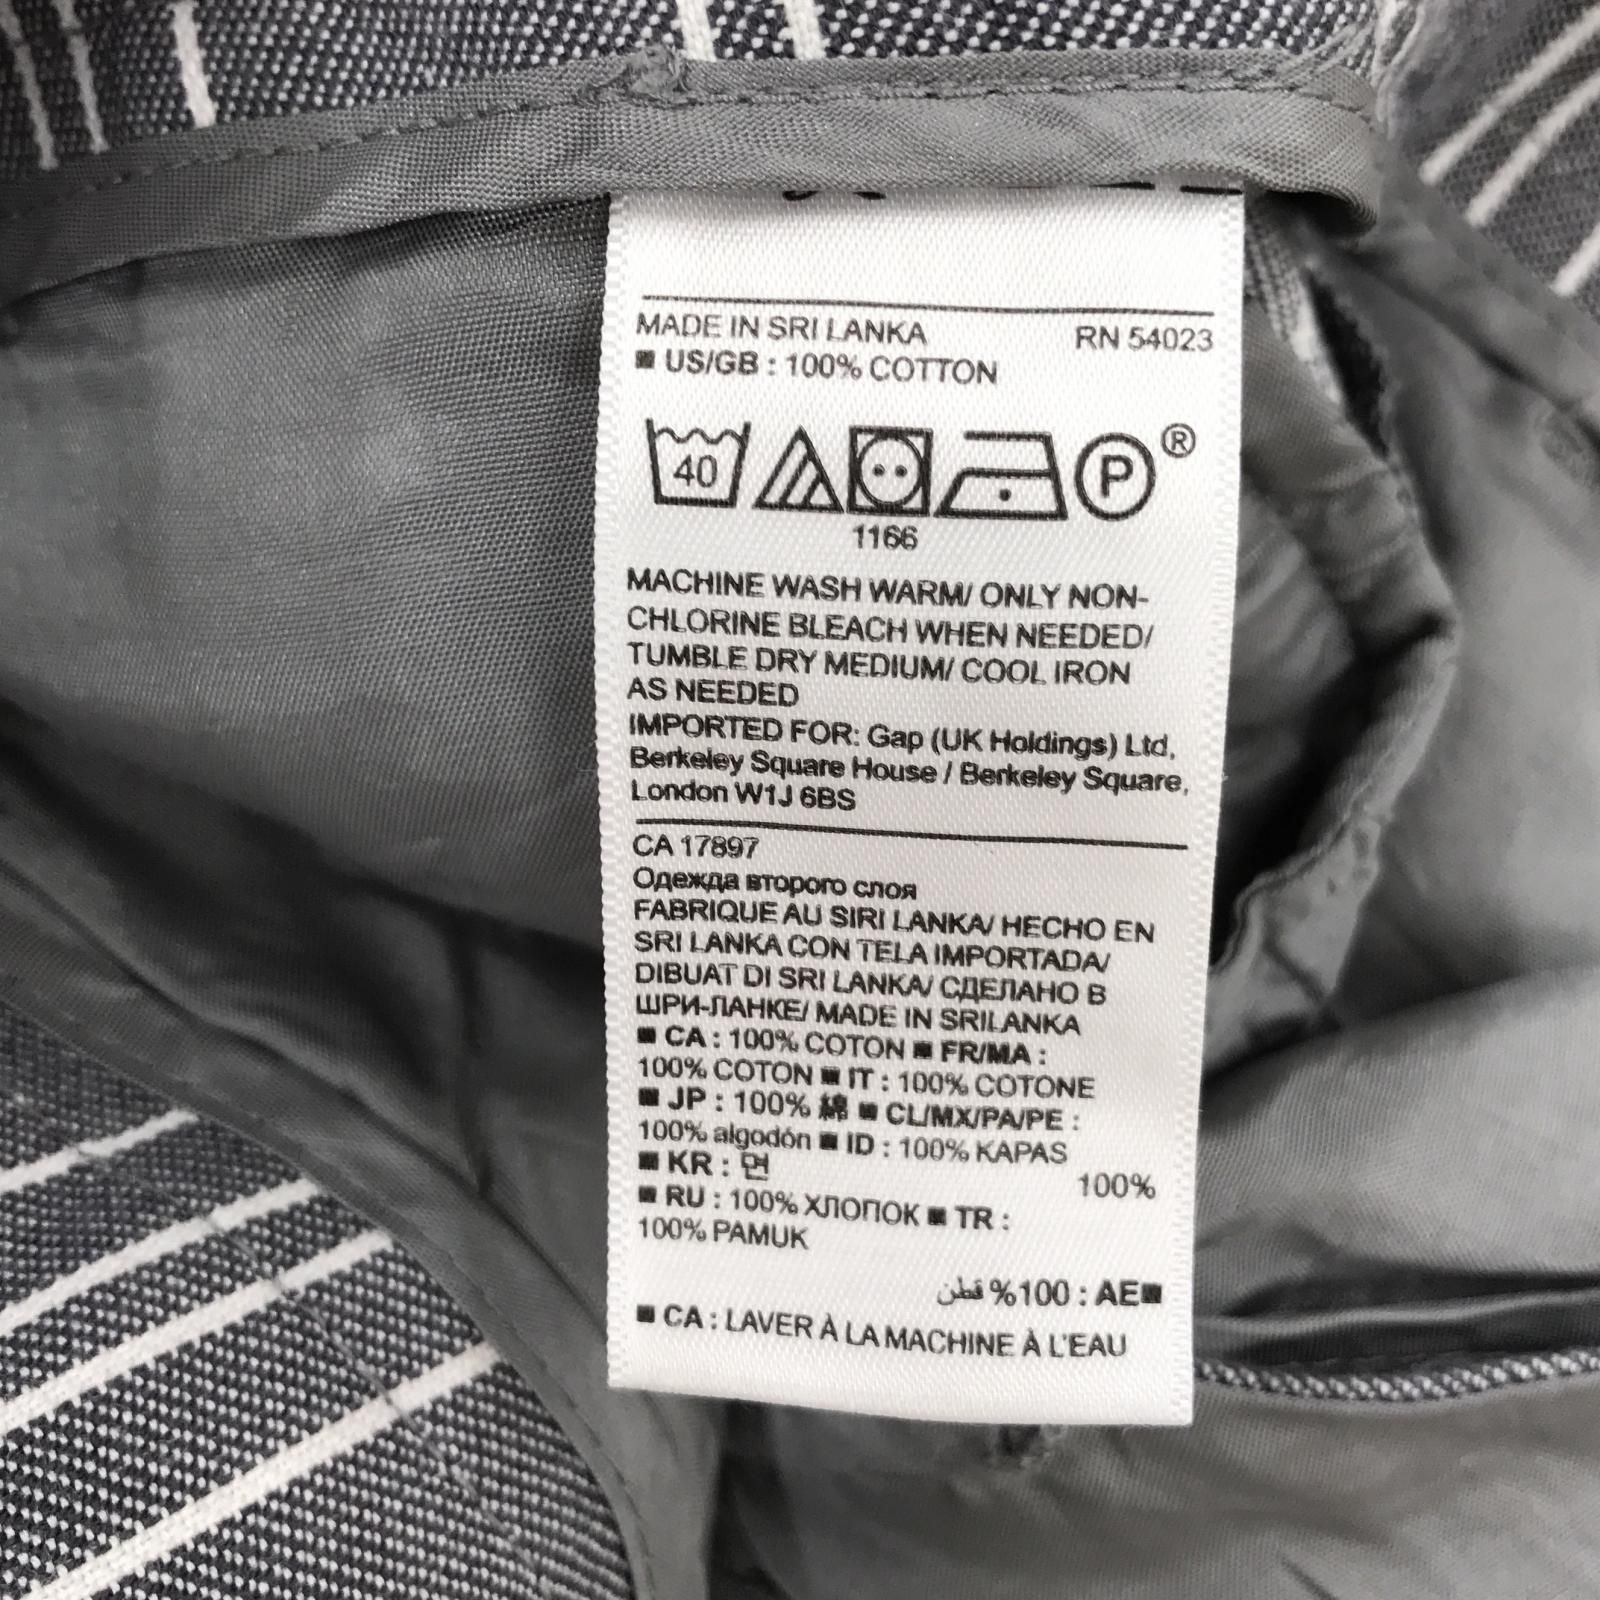 MADE IN SRI LANKA RN 54023
■ US/GB : 100% COTTON
40 P ®
1166
MACHINE WASH WARM/ ONLY NON-
CHLORINE BLEACH WHEN NEEDED/
TUMBLE DRY MEDIUM/ COOL IRON
AS NEEDED
IMPORTED FOR: Gap (UK Holdings) Ltd,
Berkeley Square House / Berkeley Square,
London W1J 6BS
CA 17897
Одежда второго слоя
FABRIQUE AU SIRI LANKA/ HECHO EN
SRI LANKA CON TELA IMPORTADA/
DIBUAT DI SRI LANKA/ СДЕЛАНО В
ШРИ-ЛАНКЕ/ MADE IN SRILANKA
■ CA : 100% COTON ■ FR/MA :
100% COTON ■ IT : 100% COTONE
■ JP : 100% 綿 ■ CL/MX/PA/PE :
100% algodón ■ ID : 100% KAPAS
■ KR : 면 100%
■ RU : 100% ХЛОПОК ■ TR :
100% PAMUK
■AE : 100% قطن
■ CA : LAVER À LA MACHINE À L'EAU